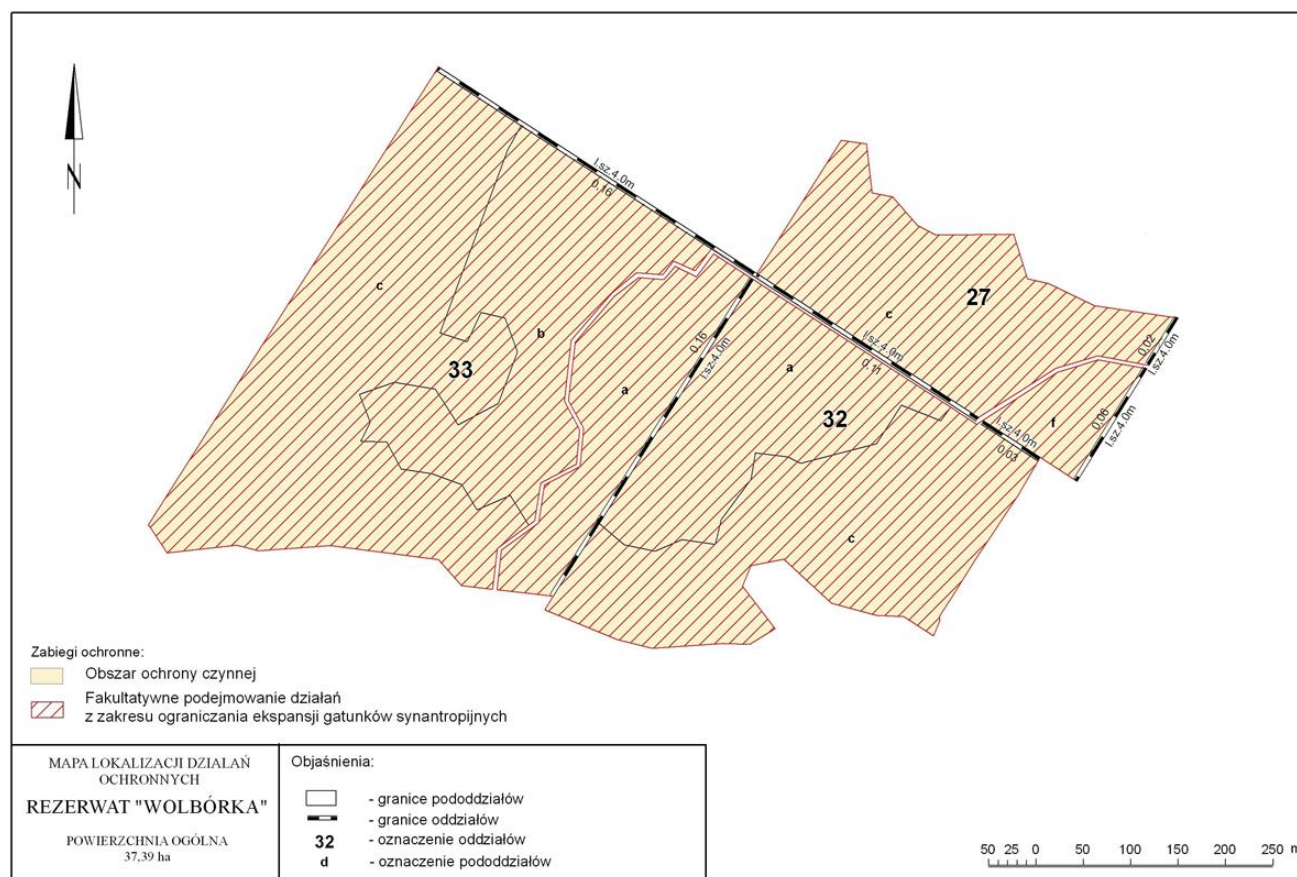 N
l.sz.4.0m
0,16
27
c
c
b
33
a
0,16
l.sz.4.0m
a
l.sz.4.0m
0,11
32
0,02
l.sz.4.0m
f
0,06
l.sz.4.0m
l.sz.4.0m
0,03
c
Zabiegi ochronne:
Obszar ochrony czynnej
Fakultatywne podejmowanie działań
z zakresu ograniczania ekspansji gatunków synantropijnych
MAPA LOKALIZACJI DZIALAŃ
OCHRONNYCH
REZERWAT "WOLBÓRKA"
POWIERZCHNIA OGÓLNA
37,39 ha
Objaśnienia:
- granice pododdziałów
- granice oddziałów
32 - oznaczenie oddziałów
d - oznaczenie pododdziałów
50 25 0 50 100 150 200 250 m